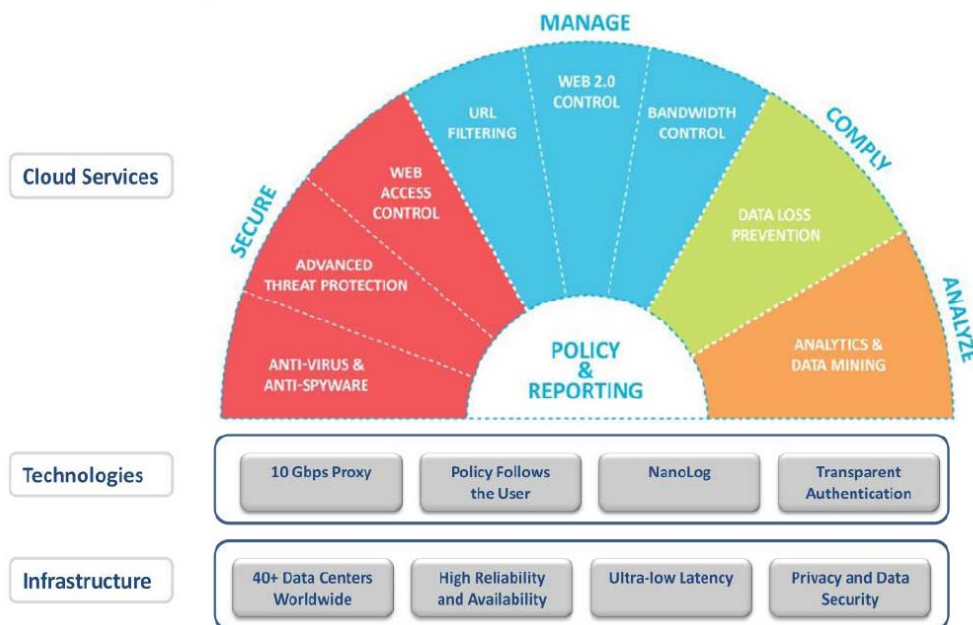 MANAGE
WEB 2.0
CONTROL
URL
FILTERING
BANDWIDTH
CONTROL
COMPLY
Cloud Services
WEB
ACCESS
CONTROL
SECURE
DATA LOSS
PREVENTION
ADVANCED
THREAT PROTECTION
ANALYZE
ANTI-VIRUS &
ANTI-SPYWARE
POLICY
&
REPORTING
ANALYTICS &
DATA MINING
Technologies
10 Gbps Proxy
Policy Follows
the User
NanoLog
Transparent
Authentication
Infrastructure
40+ Data Centers
Worldwide
High Reliability
and Availability
Ultra-low Latency
Privacy and Data
Security